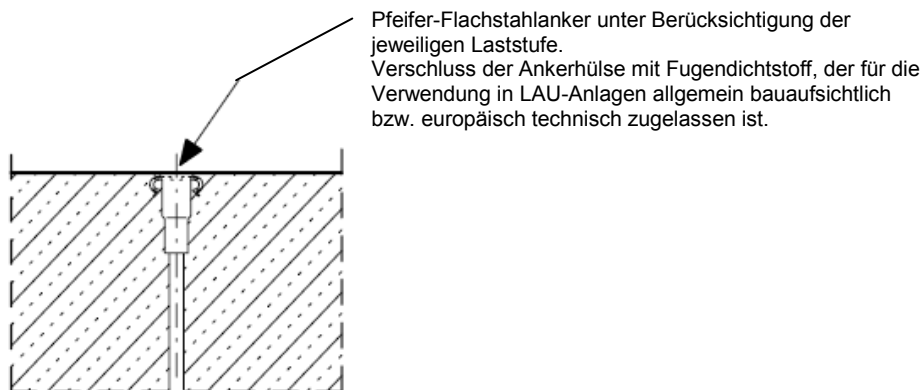 Pfeifer-Flachstahlanker unter Berücksichtigung der
jeweiligen Laststufe.
Verschluss der Ankerhülse mit Fugendichtstoff, der für die
Verwendung in LAU-Anlagen allgemein bauaufsichtlich
bzw. europäisch technisch zugelassen ist.